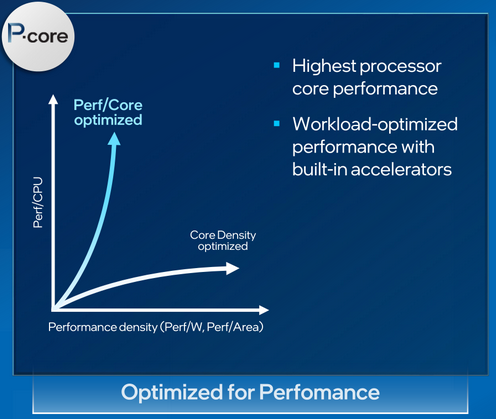 P-core
Highest processor
core performance
Workload-optimized
performance with
built-in accelerators
Perf/Core
optimized
Perf/CPU
Core Density
optimized
Performance density (Perf/W, Perf/Area)
Optimized for Perfomance